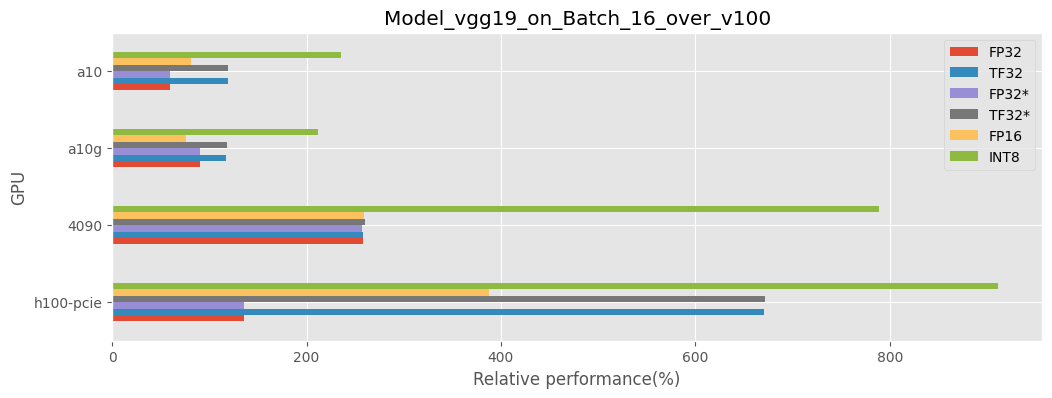 Model_vgg19_on_Batch_16_over_v100
FP32
TF32
FP32*
TF32*
FP16
INT8
GPU
a10
a10g
4090
h100-pcie
0 200 400 600 800
Relative performance(%)